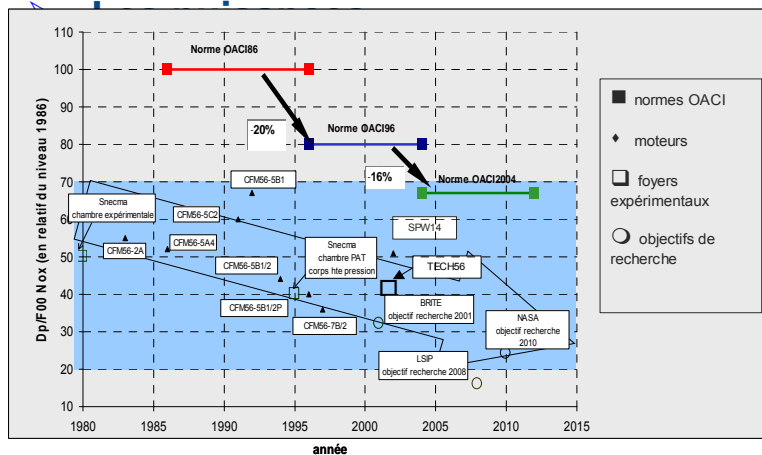 Les nuisances
110
100
90
80
70
60
50
40
30
20
10
1980
1985
1990
1995
2000
2005
2010
2015
Dp/F00 Nox (en relatif du niveau 1986)
année
Norme OACI86
-20%
Norme OACI96
-16%
Norme OACI2004
CFM56-5B1
Snecma
chambre expérimentale
CFM56-5C2
SPW14
CFM56-2A
CFM56-5A4
Snecma
chambre PAT
corps hte pression
CFM56-5B1/2
TECH56
CFM56-5B1/2P
BRITE
objectif recherche 2001
CFM56-7B/2
NASA
objectif recherche
2010
LSIP
objectif recherche 2008
normes OACI
moteurs
foyers
expérimentaux
objectifs de
recherche